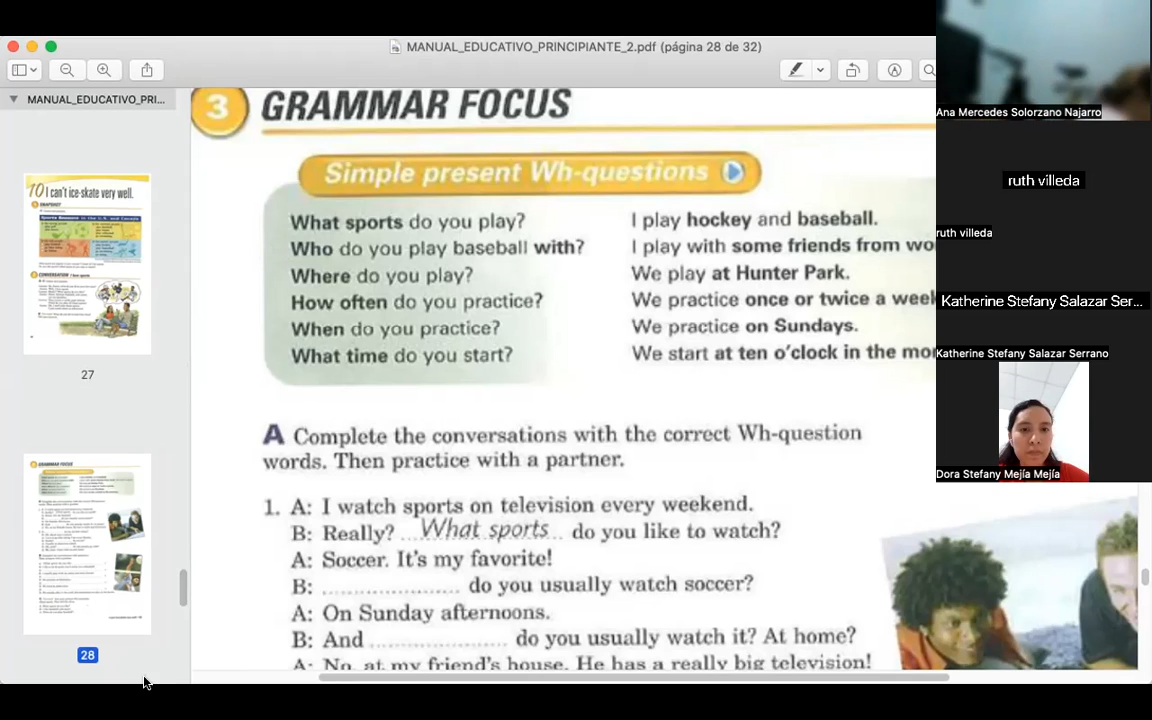 MANUAL_EDUCATIVO_PRINCIPIANTE_2.pdf (página 28 de 32)
MANUAL_EDUCATIVO_PRI...
10 I can't ice-skate very well.
27
28
3 GRAMMAR FOCUS
Simple present Wh-questions
What sports do you play? I play hockey and baseball.
Who do you play baseball with? I play with some friends from wo
Where do you play? We play at Hunter Park.
How often do you practice? We practice once or twice a week
When do you practice? We practice on Sundays.
What time do you start? We start at ten o'clock in the mo
A Complete the conversations with the correct Wh-question
words. Then practice with a partner.
1. A: I watch sports on television every weekend.
B: Really? What sports do you like to watch?
A: Soccer. It's my favorite!
B: .................... do you usually watch soccer?
A: On Sunday afternoons.
B: And .................... do you usually watch it? At home?
A: No, at my friend's house. He has a really big television!
Ana Mercedes Solorzano Najarro
ruth villeda
ruth villeda
Katherine Stefany Salazar Ser...
Katherine Stefany Salazar Serrano
Dora Stefany Mejía Mejía